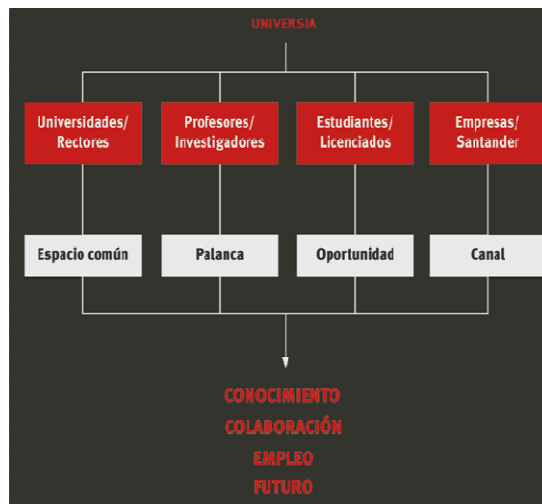 UNIVERSIA
Universidades/
Rectores
Profesores/
Investigadores
Estudiantes/
Licenciados
Empresas/
Santander
Espacio común
Palanca
Oportunidad
Canal
CONOCIMIENTO
COLABORACIÓN
EMPLEO
FUTURO